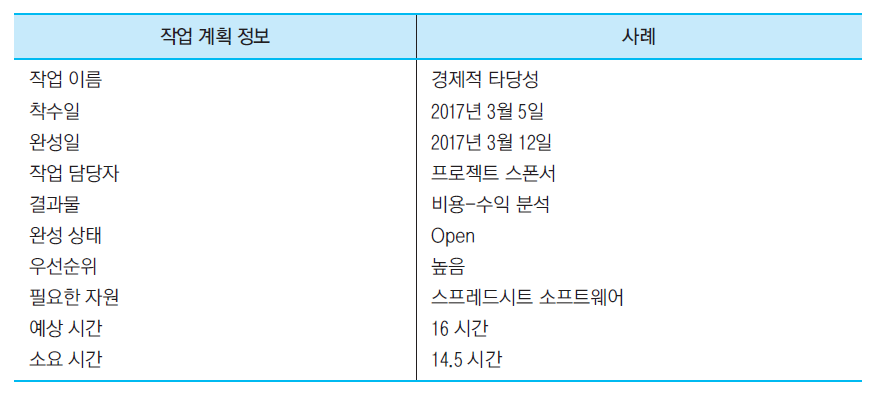 작업 계획 정보 사례
작업 이름 경제적 타당성
착수일 2017년 3월 5일
완성일 2017년 3월 12일
작업 담당자 프로젝트 스폰서
결과물 비용-수익 분석
완성 상태 Open
우선순위 높음
필요한 자원 스프레드시트 소프트웨어
예상 시간 16 시간
소요 시간 14.5 시간